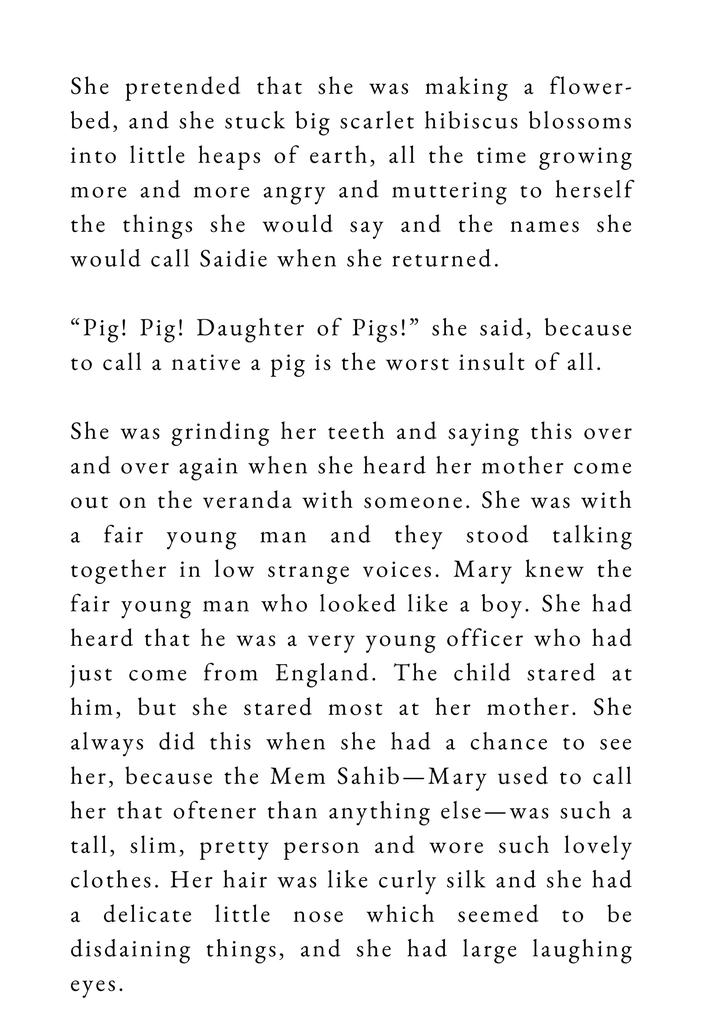 She pretended that she was making a flower-
bed, and she stuck big scarlet hibiscus blossoms
into little heaps of earth, all the time growing
more and more angry and muttering to herself
the things she would say and the names she
would call Saidie when she returned.
“Pig! Pig! Daughter of Pigs!” she said, because
to call a native a pig is the worst insult of all.
She was grinding her teeth and saying this over
and over again when she heard her mother come
out on the veranda with someone. She was with
a fair young man and they stood talking
together in low strange voices. Mary knew the
fair young man who looked like a boy. She had
heard that he was a very young officer who had
just come from England. The child stared at
him, but she stared most at her mother. She
always did this when she had a chance to see
her, because the Mem Sahib—Mary used to call
her that oftener than anything else—was such a
tall, slim, pretty person and wore such lovely
clothes. Her hair was like curly silk and she had
a delicate little nose which seemed to be
disdaining things, and she had large laughing
eyes.